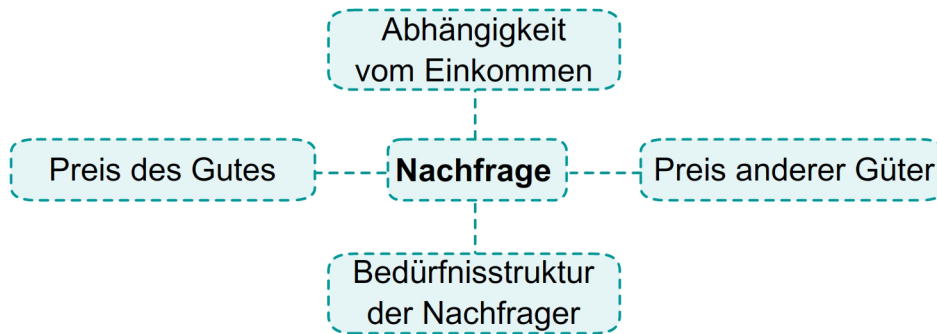 Abhängigkeit
vom Einkommen
Preis des Gutes
Nachfrage
Preis anderer Güter
Bedürfnisstruktur
der Nachfrager